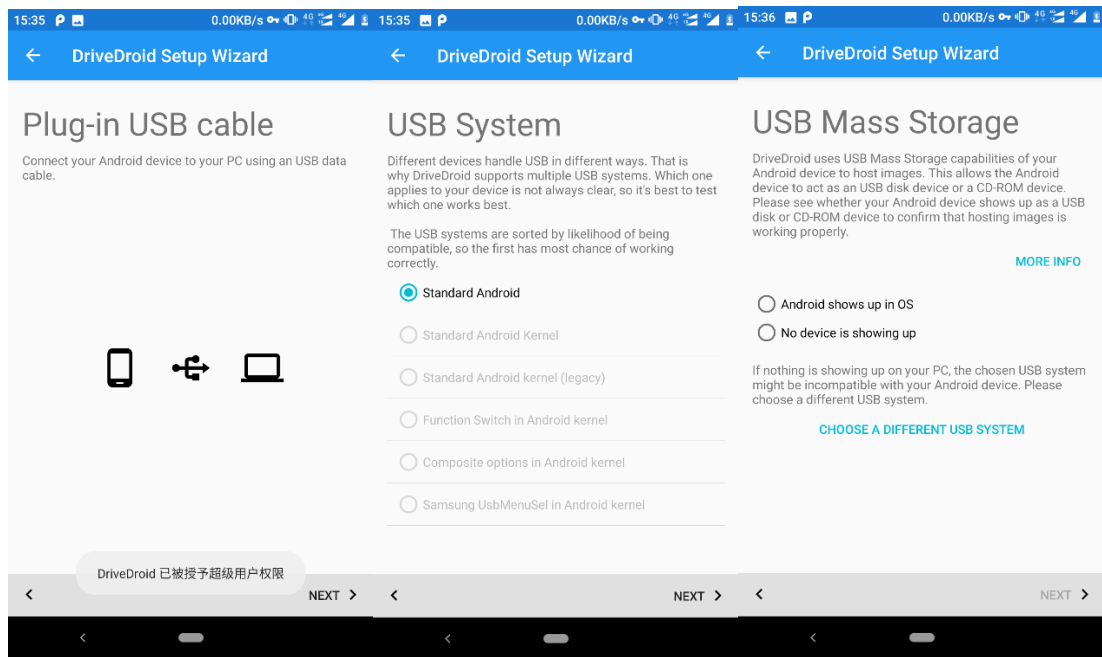 15:35
0.00KB/s
4G
4G
DriveDroid Setup Wizard
Plug-in USB cable
Connect your Android device to your PC using an USB data
cable.
DriveDroid 已被授予超级用户权限
NEXT
15:35
0.00KB/s
4G
4G
DriveDroid Setup Wizard
USB System
Different devices handle USB in different ways. That is
why DriveDroid supports multiple USB systems. Which one
applies to your device is not always clear, so it's best to test
which one works best.
The USB systems are sorted by likelihood of being
compatible, so the first has most chance of working
correctly.
Standard Android
Standard Android Kernel
Standard Android kernel (legacy)
Function Switch in Android kernel
Composite options in Android kernel
Samsung UsbMenuSel in Android kernel
NEXT
15:36
0.00KB/s
4G
4G
DriveDroid Setup Wizard
USB Mass Storage
DriveDroid uses USB Mass Storage capabilities of your
Android device to host images. This allows the Android
device to act as an USB disk device or a CD-ROM device.
Please see whether your Android device shows up as a USB
disk or CD-ROM device to confirm that hosting images is
working properly.
MORE INFO
Android shows up in OS
No device is showing up
If nothing is showing up on your PC, the chosen USB system
might be incompatible with your Android device. Please
choose a different USB system.
CHOOSE A DIFFERENT USB SYSTEM
NEXT